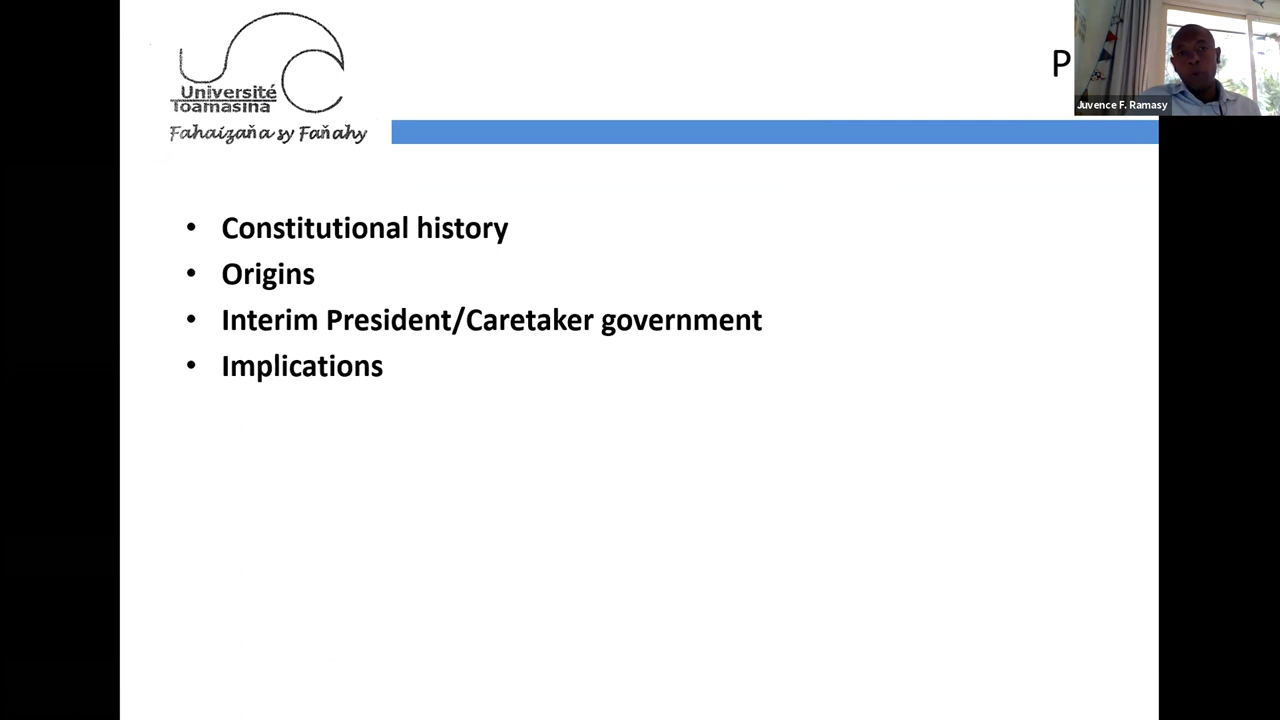 Université
Toamasina
Fahaizaña sy Fañahy
P
Juvence F. Ramasy
• Constitutional history
• Origins
• Interim President/Caretaker government
• Implications